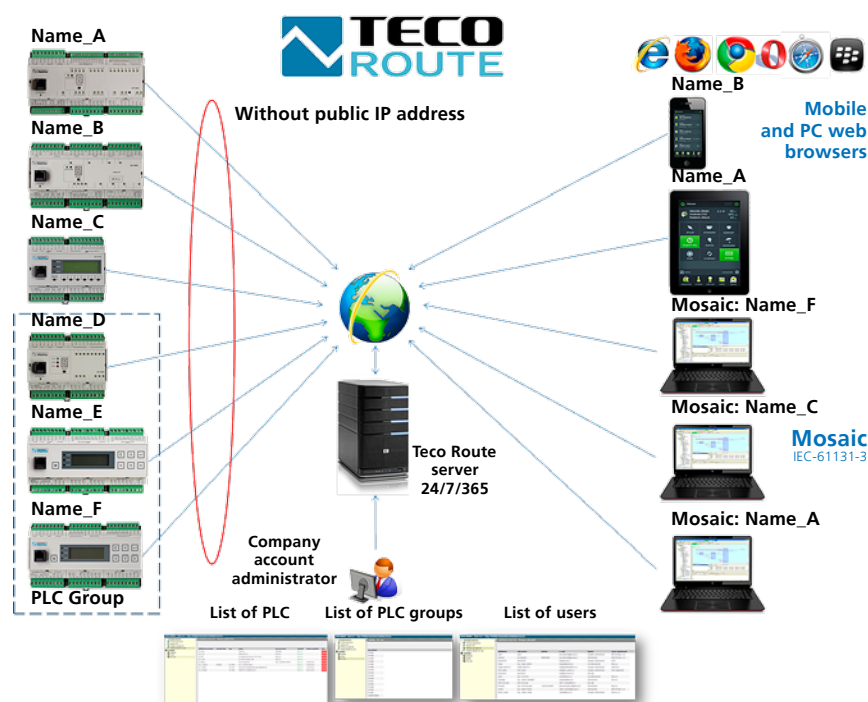 TECO
ROUTE
Name_A
Name_B
Name_C
Name_D
Name_E
Name_F
PLC Group
Without public IP address
Name_B
Mobile
and PC web
browsers
Name_A
Mosaic: Name_F
Mosaic: Name_C
Mosaic
IEC-61131-3
Mosaic: Name_A
Teco Route
server
24/7/365
Company
account
administrator
List of PLC
List of PLC groups
List of users